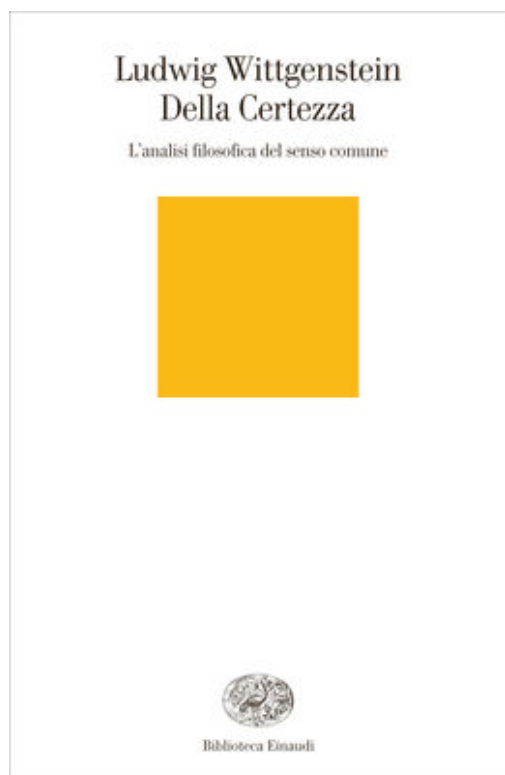 Ludwig Wittgenstein
Della Certezza
L'analisi filosofica del senso comune
Biblioteca Einaudi